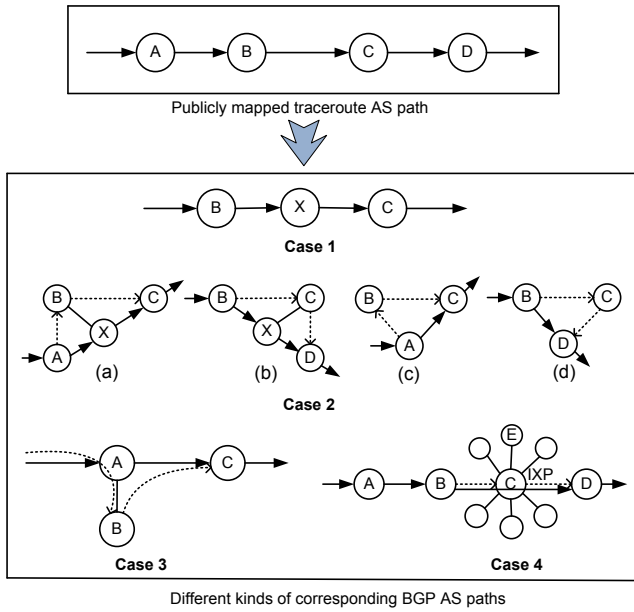 A B C D
Publicly mapped traceroute AS path
B X C
Case 1
B C B C B C B C
X X
A D A D
(a) (b) (c) (d)
Case 2
E
A C A B C IXP D
B
Case 3 Case 4
Different kinds of corresponding BGP AS paths